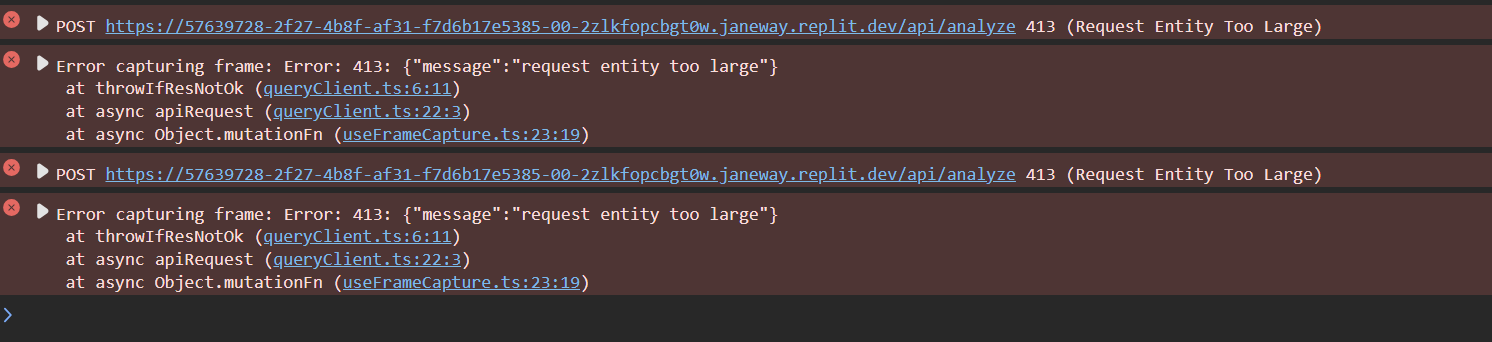 POST https://57639728-2f27-4b8f-af31-f7d6b17e5385-00-2zlkfopcbgt0w.janeway.replit.dev/api/analyze 413 (Request Entity Too Large)
Error capturing frame: Error: 413: {"message":"request entity too large"}
at throwIfResNotOk (queryClient.ts:6:11)
at async apiRequest (queryClient.ts:22:3)
at async Object.mutationFn (useFrameCapture.ts:23:19)
POST https://57639728-2f27-4b8f-af31-f7d6b17e5385-00-2zlkfopcbgt0w.janeway.replit.dev/api/analyze 413 (Request Entity Too Large)
Error capturing frame: Error: 413: {"message":"request entity too large"}
at throwIfResNotOk (queryClient.ts:6:11)
at async apiRequest (queryClient.ts:22:3)
at async Object.mutationFn (useFrameCapture.ts:23:19)